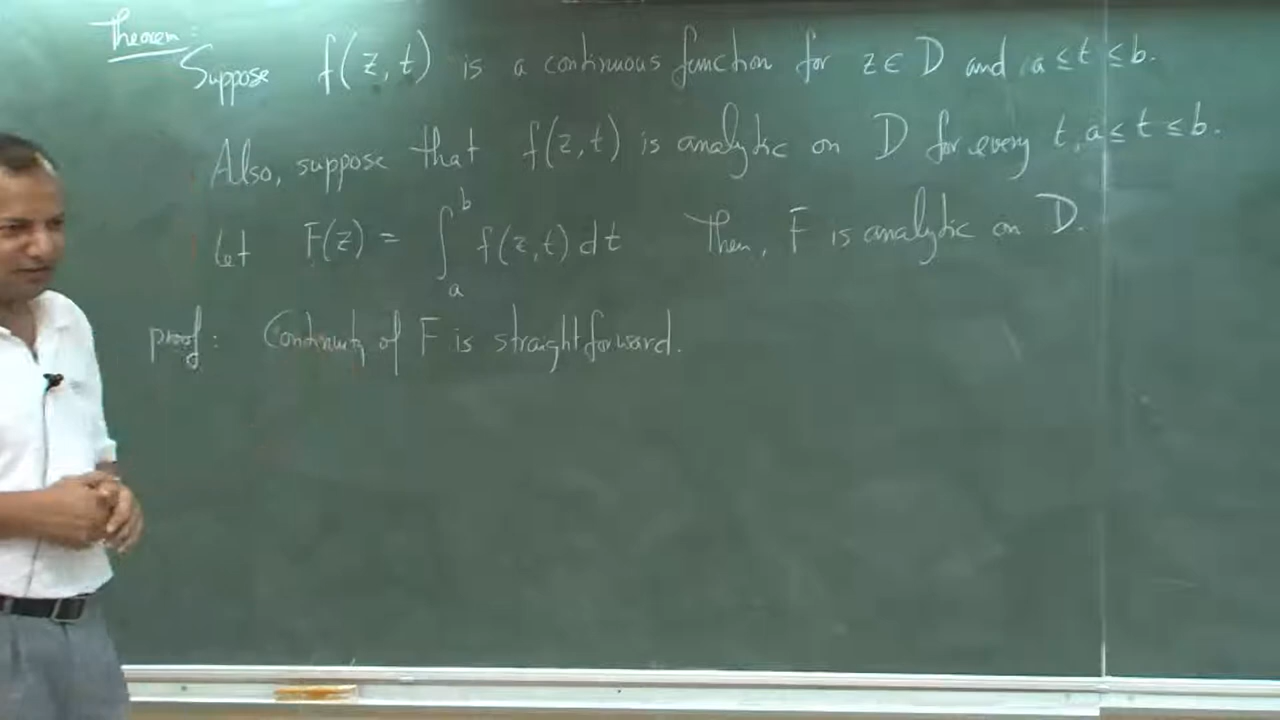 Theorem:
Suppose f(z,t) is a continuous function for z∈D and a≤t≤b.
Also, suppose that f(z,t) is analytic on D for every t, a≤t≤b.
Let F(z) = ∫_a^b f(z,t) dt Then, F is analytic on D.
proof: Continuity of F is straightforward.